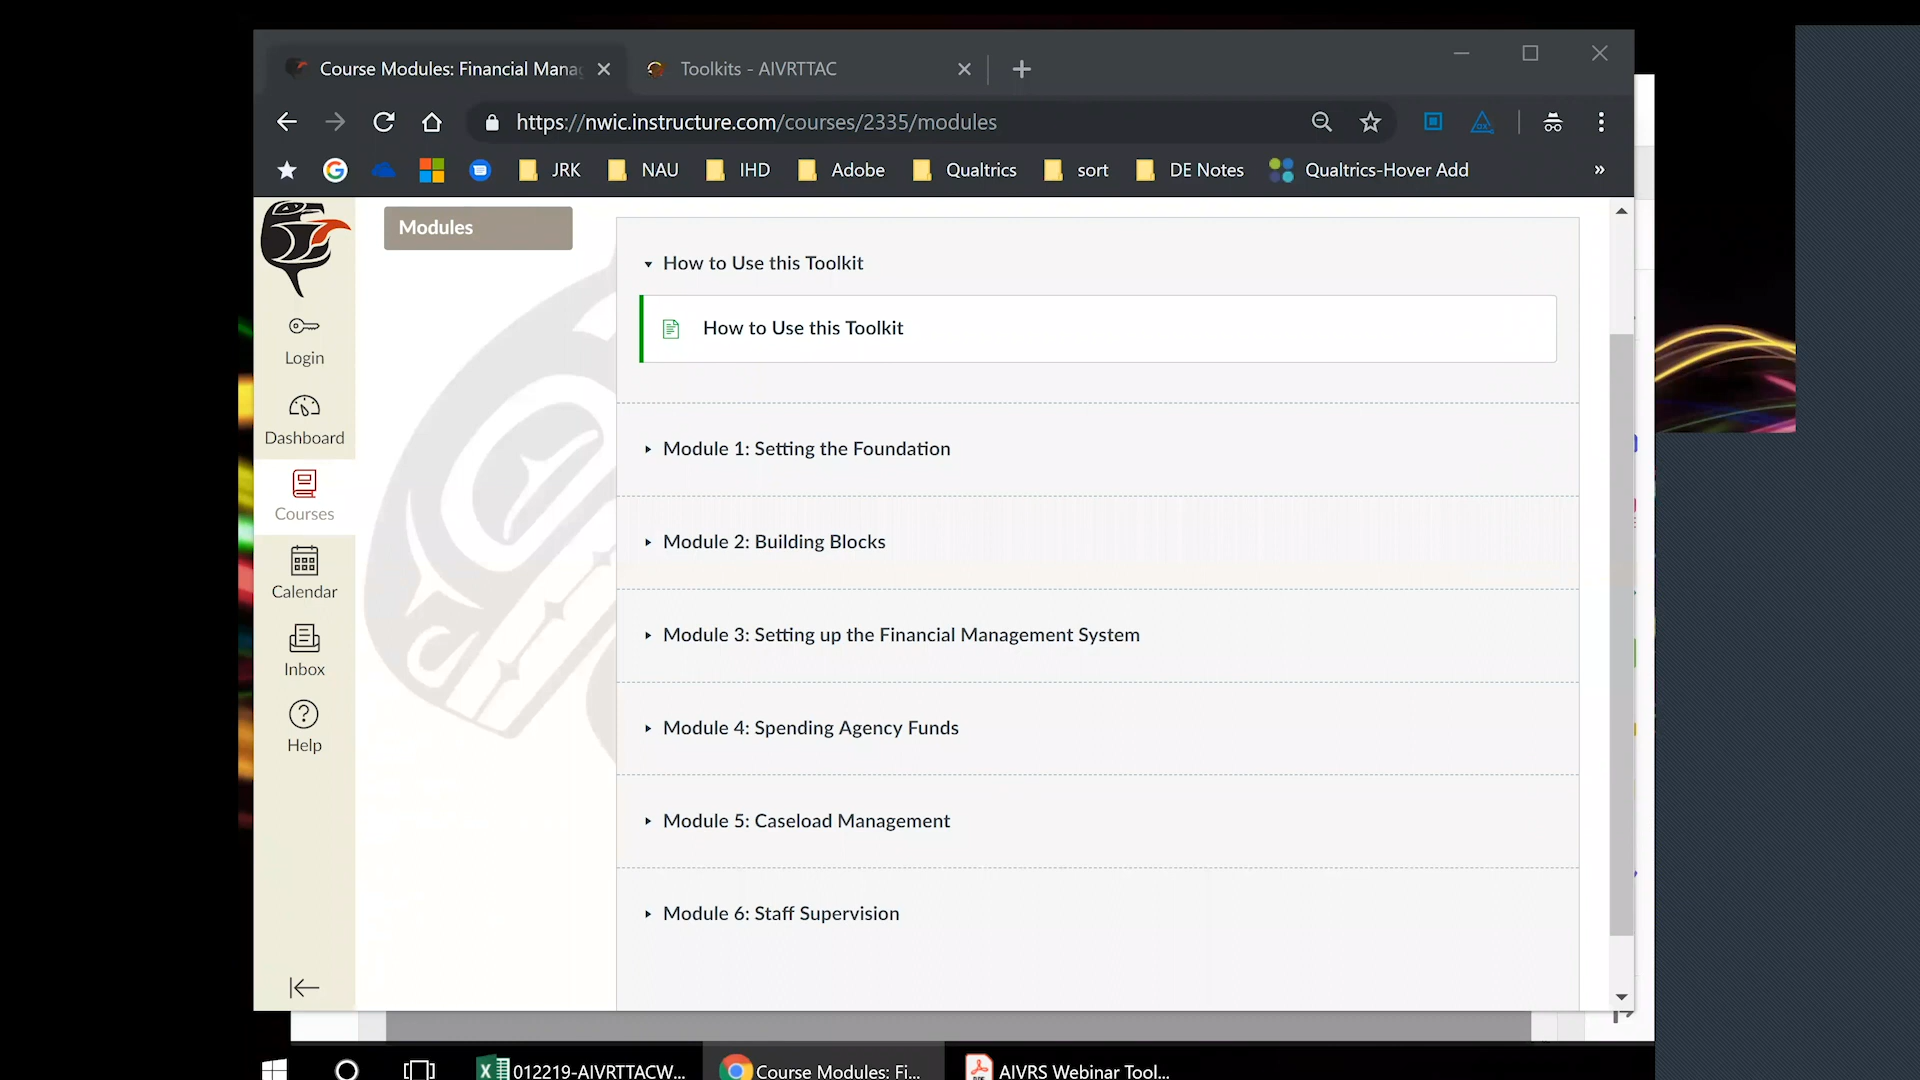 Course Modules: Financial Mana
Toolkits - AIVRTTAC
https://nwic.instructure.com/courses/2335/modules
JRK
NAU
IHD
Adobe
Qualtrics
sort
DE Notes
Qualtrics-Hover Add
»
Modules
How to Use this Toolkit
How to Use this Toolkit
Login
Dashboard
Module 1: Setting the Foundation
Courses
Module 2: Building Blocks
Calendar
Module 3: Setting up the Financial Management System
Inbox
Module 4: Spending Agency Funds
Help
Module 5: Caseload Management
Module 6: Staff Supervision
012219-AIVRTTACW...
Course Modules: Fi...
AIVRS Webinar Tool...